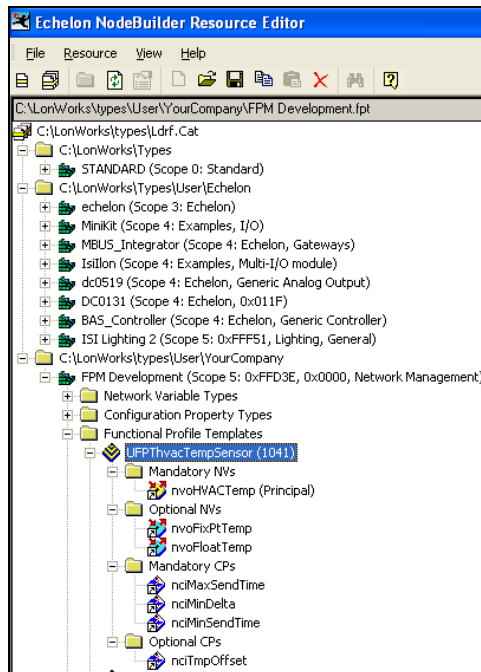 Echelon NodeBuilder Resource Editor
File Resource View Help
C:\LonWorks\types\User\YourCompany\FPM Development.fpt
C:\LonWorks\types\Ldrf.Cat
C:\LonWorks\Types
STANDARD (Scope 0: Standard)
C:\LonWorks\Types\User\Echelon
echelon (Scope 3: Echelon)
MiniKit (Scope 4: Examples, I/O)
MBUS_Integrator (Scope 4: Echelon, Gateways)
IsiIlon (Scope 4: Examples, Multi-I/O module)
dc0519 (Scope 4: Echelon, Generic Analog Output)
DC0131 (Scope 4: Echelon, 0x011F)
BAS_Controller (Scope 4: Echelon, Generic Controller)
ISI Lighting 2 (Scope 5: 0xFFF51, Lighting, General)
C:\LonWorks\types\User\YourCompany
FPM Development (Scope 5: 0xFFD3E, 0x0000, Network Management)
Network Variable Types
Configuration Property Types
Functional Profile Templates
UFPThvacTempSensor (1041)
Mandatory NVs
nvoHVACTemp (Principal)
Optional NVs
nvoFixPtTemp
nvoFloatTemp
Mandatory CPs
nciMaxSendTime
nciMinDelta
nciMinSendTime
Optional CPs
nciTmpOffset